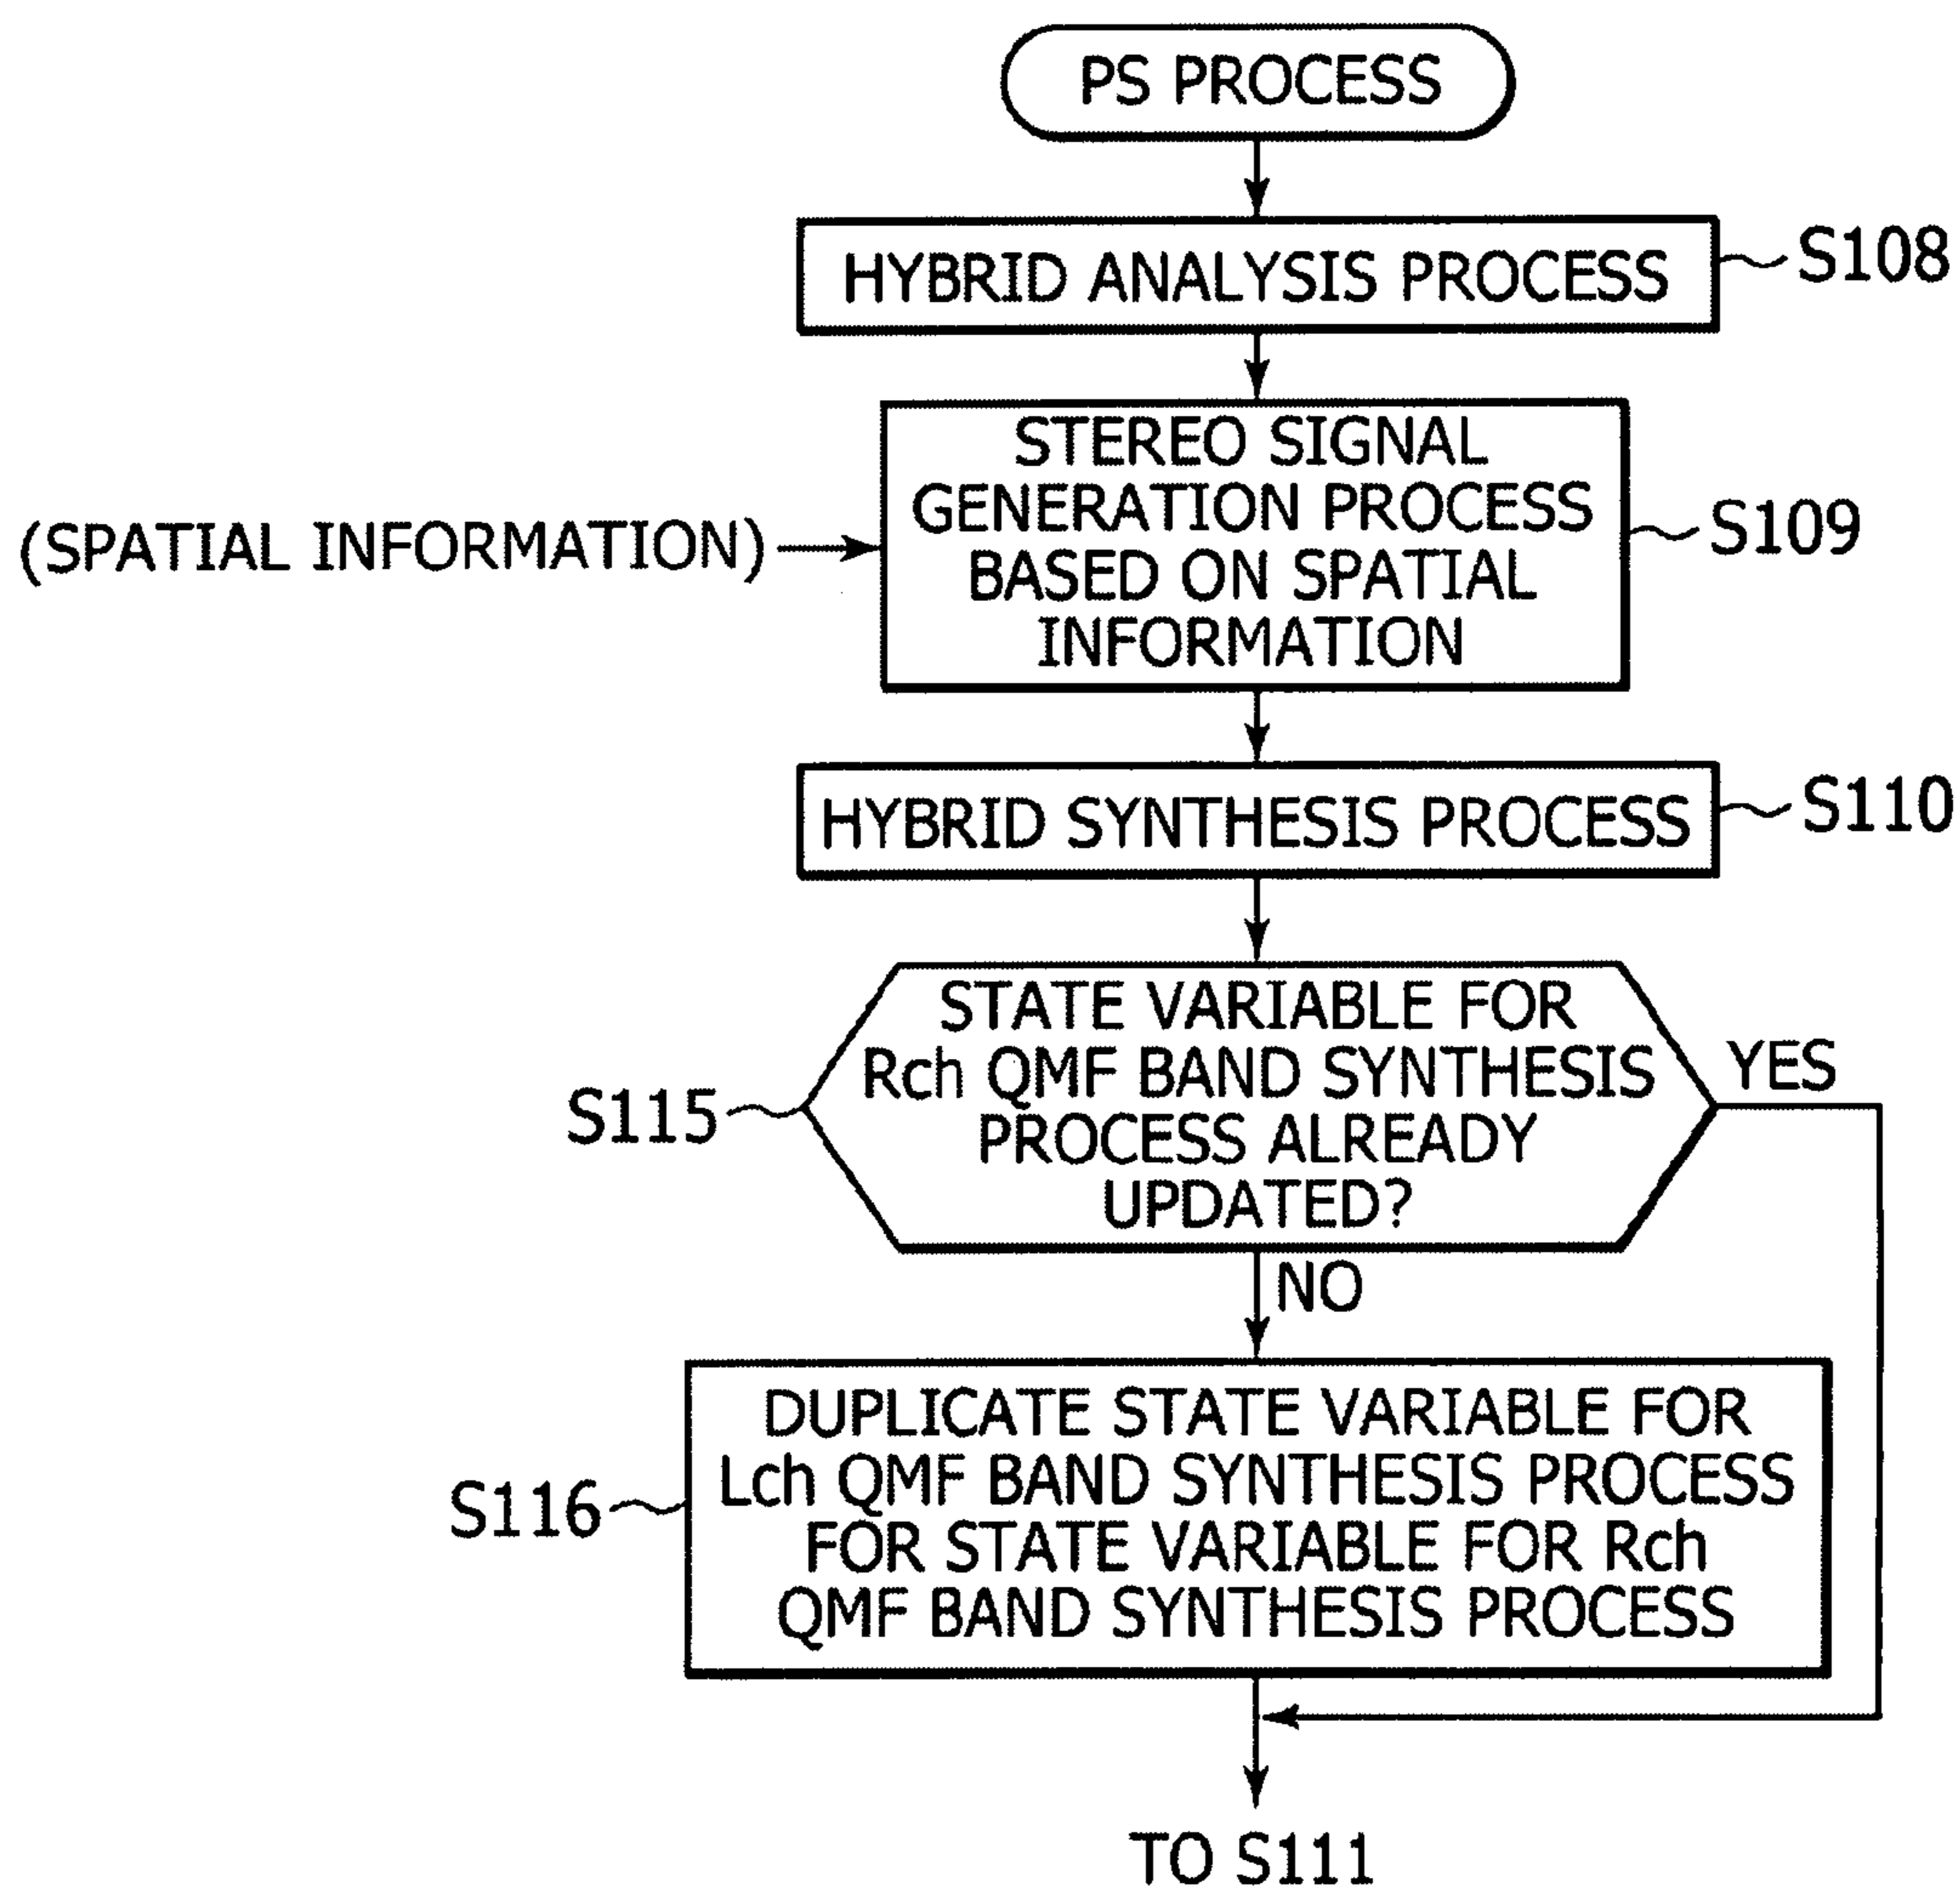 PS PROCESS
HYBRID ANALYSIS PROCESS
S108
STEREO SIGNAL
GENERATION PROCESS
BASED ON SPATIAL
INFORMATION
(SPATIAL INFORMATION)
S109
HYBRID SYNTHESIS PROCESS
S110
STATE VARIABLE FOR
Rch QMF BAND SYNTHESIS
PROCESS ALREADY
UPDATED?
S115
YES
NO
DUPLICATE STATE VARIABLE FOR
Lch QMF BAND SYNTHESIS PROCESS
FOR STATE VARIABLE FOR Rch
QMF BAND SYNTHESIS PROCESS
S116
TO S111